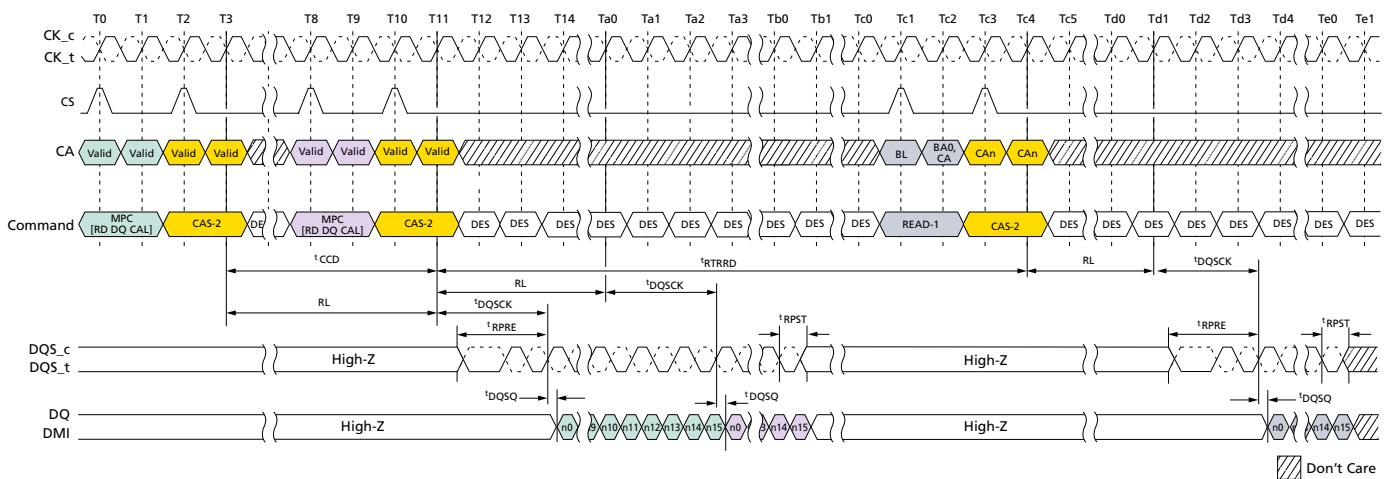 T0 T1 T2 T3 T8 T9 T10 T11 T12 T13 T14 Ta0 Ta1 Ta2 Ta3 Tb0 Tb1 Tc0 Tc1 Tc2 Tc3 Tc4 Tc5 Td0 Td1 Td2 Td3 Td4 Te0 Te1
CK_c
CK_t
CS
CA Valid Valid Valid Valid Valid Valid Valid Valid BL BA0, CA CAn CAn
Command MPC [RD DQ CAL] CAS-2 DE MPC [RD DQ CAL] CAS-2 DES DES DES DES DES DES DES DES DES DES READ-1 CAS-2 DES DES DES DES DES DES DES DES
tCCD tRTRRD RL tDQSCK
RL tDQSCK
RL tDQSCK
tRPRE tRPST tRPRE tRPST
DQS_c
DQS_t
High-Z High-Z
tDQSQ tDQSQ tDQSQ
DQ
DMI
High-Z n0 9 n10 n11 n12 n13 n14 n15 n0 3 n14 n15 High-Z n0 n14 n15
Don't Care